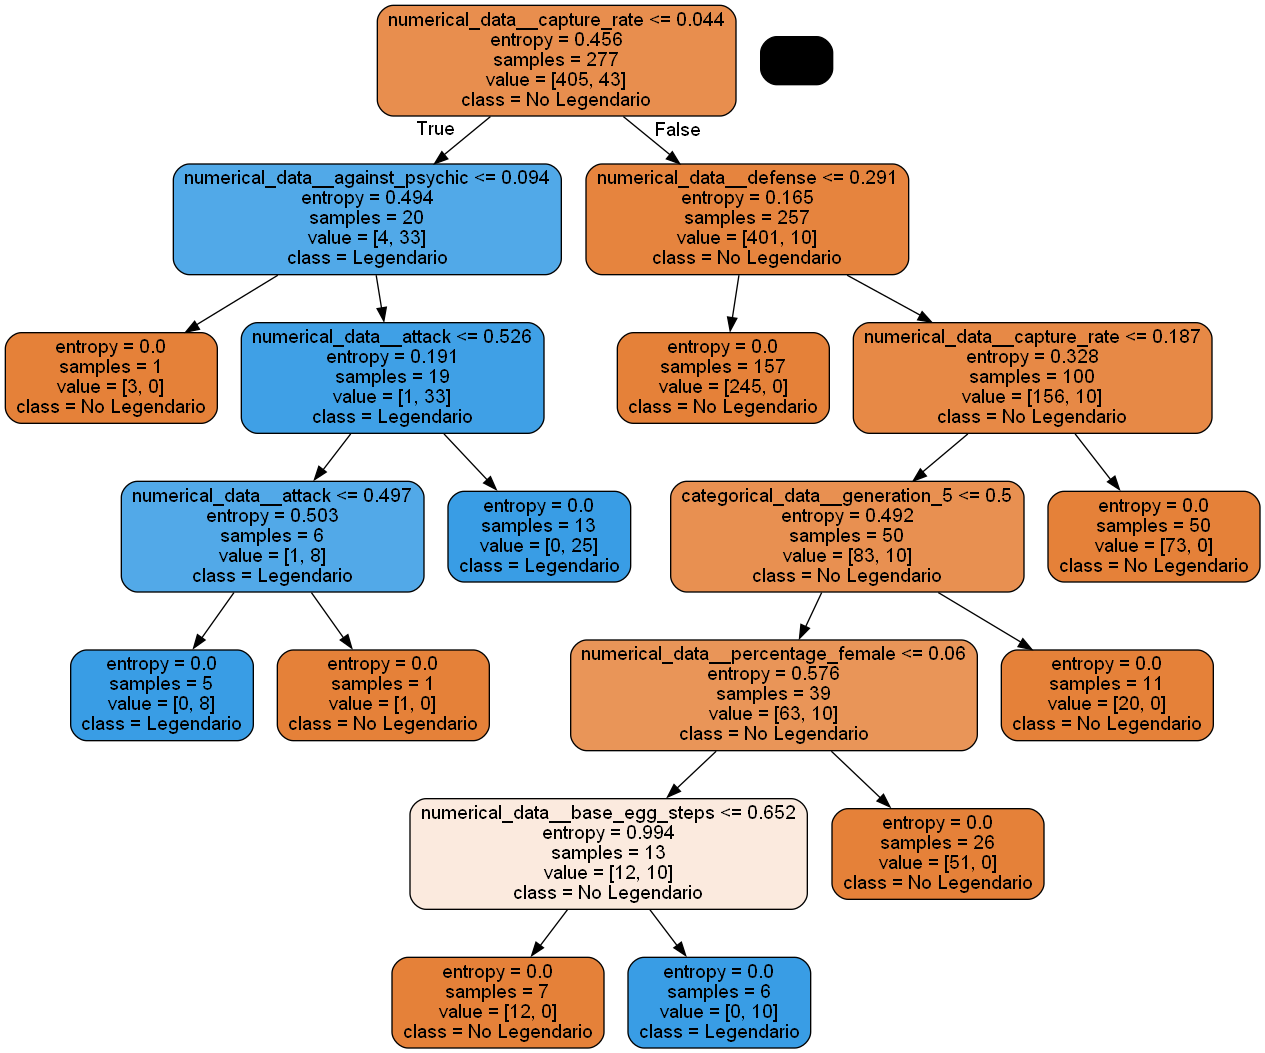 numerical_data__capture_rate <= 0.044
entropy = 0.456
samples = 277
value = [405, 43]
class = No Legendario
True
False
numerical_data__against_psychic <= 0.094
entropy = 0.494
samples = 20
value = [4, 33]
class = Legendario
numerical_data__defense <= 0.291
entropy = 0.165
samples = 257
value = [401, 10]
class = No Legendario
entropy = 0.0
samples = 1
value = [3, 0]
class = No Legendario
numerical_data__attack <= 0.526
entropy = 0.191
samples = 19
value = [1, 33]
class = Legendario
entropy = 0.0
samples = 157
value = [245, 0]
class = No Legendario
numerical_data__capture_rate <= 0.187
entropy = 0.328
samples = 100
value = [156, 10]
class = No Legendario
numerical_data__attack <= 0.497
entropy = 0.503
samples = 6
value = [1, 8]
class = Legendario
entropy = 0.0
samples = 13
value = [0, 25]
class = Legendario
categorical_data__generation_5 <= 0.5
entropy = 0.492
samples = 50
value = [83, 10]
class = No Legendario
entropy = 0.0
samples = 50
value = [73, 0]
class = No Legendario
entropy = 0.0
samples = 5
value = [0, 8]
class = Legendario
entropy = 0.0
samples = 1
value = [1, 0]
class = No Legendario
numerical_data__percentage_female <= 0.06
entropy = 0.576
samples = 39
value = [63, 10]
class = No Legendario
entropy = 0.0
samples = 11
value = [20, 0]
class = No Legendario
numerical_data__base_egg_steps <= 0.652
entropy = 0.994
samples = 13
value = [12, 10]
class = No Legendario
entropy = 0.0
samples = 26
value = [51, 0]
class = No Legendario
entropy = 0.0
samples = 7
value = [12, 0]
class = No Legendario
entropy = 0.0
samples = 6
value = [0, 10]
class = Legendario